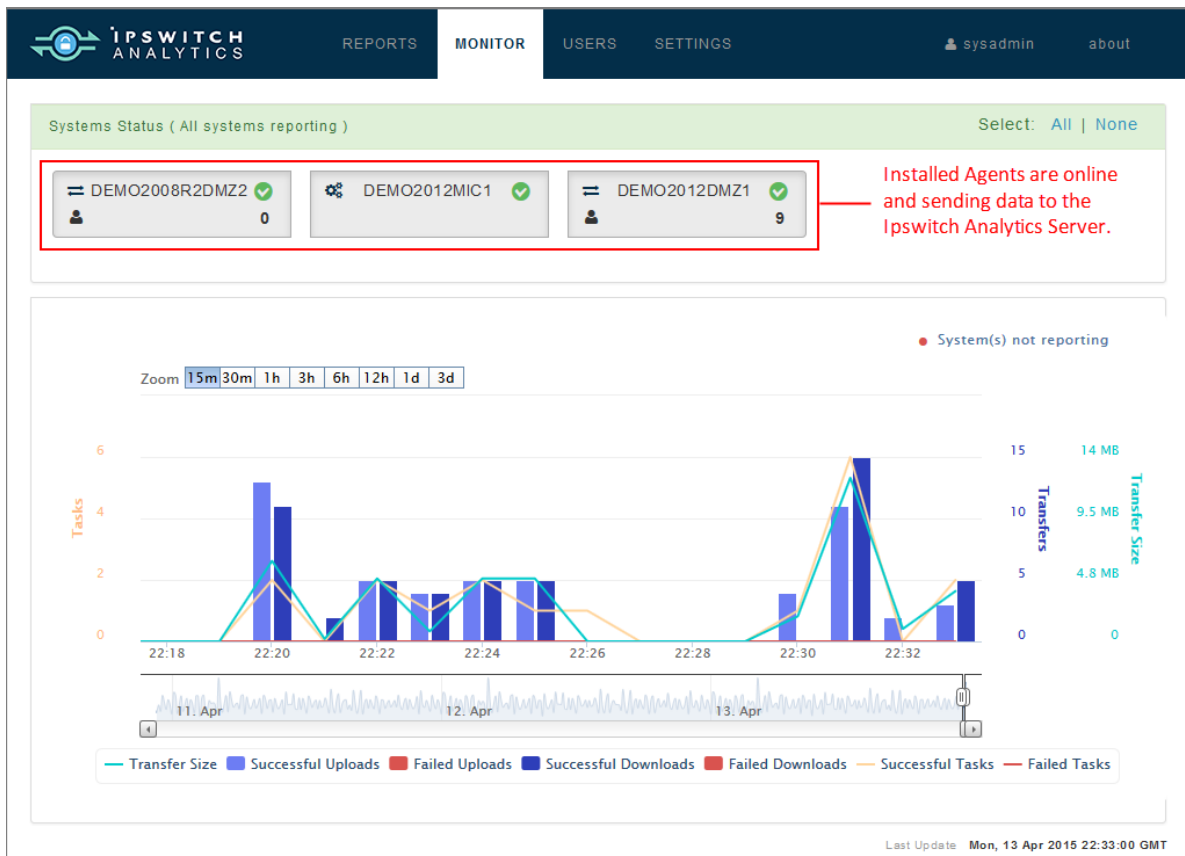 IPSWITCH
ANALYTICS
REPORTS
MONITOR
USERS
SETTINGS
sysadmin
about
Systems Status ( All systems reporting )
Select: All | None
DEMO2008R2DMZ2
0
DEMO2012MIC1
DEMO2012DMZ1
9
Installed Agents are online
and sending data to the
Ipswitch Analytics Server.
System(s) not reporting
Zoom 15m 30m 1h 3h 6h 12h 1d 3d
6
4
2
0
Tasks
15
10
5
0
Transfers
14 MB
9.5 MB
4.8 MB
0
Transfer Size
22:18 22:20 22:22 22:24 22:26 22:28 22:30 22:32
11. Apr 12. Apr 13. Apr
Transfer Size Successful Uploads Failed Uploads Successful Downloads Failed Downloads Successful Tasks Failed Tasks
Last Update Mon, 13 Apr 2015 22:33:00 GMT